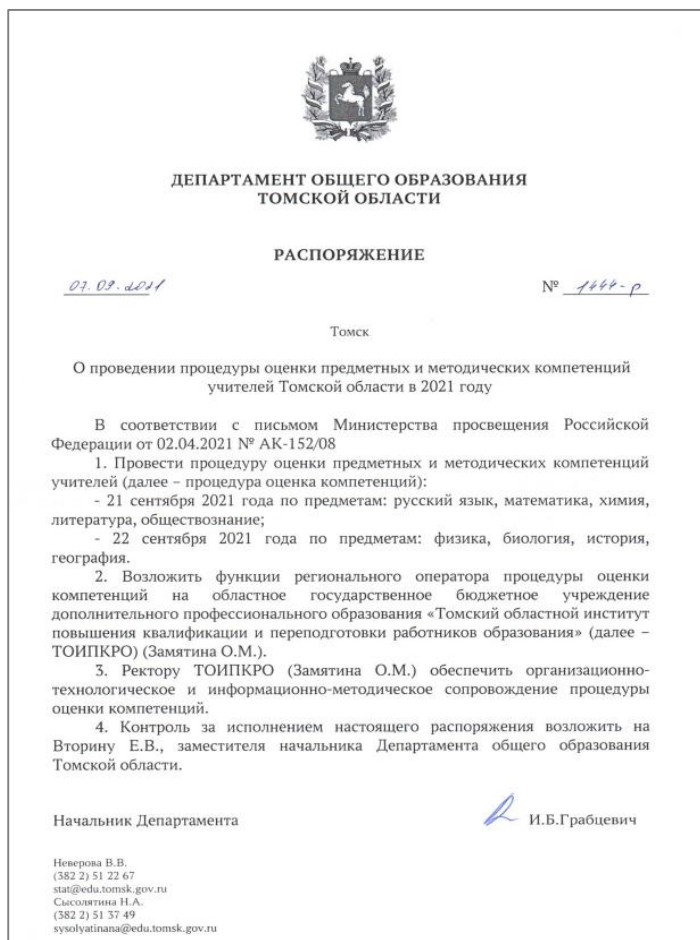 ДЕПАРТАМЕНТ ОБЩЕГО ОБРАЗОВАНИЯ
ТОМСКОЙ ОБЛАСТИ
РАСПОРЯЖЕНИЕ
07.09.2021 № 1444-р
Томск
О проведении процедуры оценки предметных и методических компетенций
учителей Томской области в 2021 году
В соответствии с письмом Министерства просвещения Российской
Федерации от 02.04.2021 № АК-152/08
1. Провести процедуру оценки предметных и методических компетенций
учителей (далее – процедура оценка компетенций):
- 21 сентября 2021 года по предметам: русский язык, математика, химия,
литература, обществознание;
- 22 сентября 2021 года по предметам: физика, биология, история,
география.
2. Возложить функции регионального оператора процедуры оценки
компетенций на областное государственное бюджетное учреждение
дополнительного профессионального образования «Томский областной институт
повышения квалификации и переподготовки работников образования» (далее –
ТОИПКРО) (Замятина О.М.).
3. Ректору ТОИПКРО (Замятина О.М.) обеспечить организационно-
технологическое и информационно-методическое сопровождение процедуры
оценки компетенций.
4. Контроль за исполнением настоящего распоряжения возложить на
Вторину Е.В., заместителя начальника Департамента общего образования
Томской области.
Начальник Департамента И.Б.Грабцевич
Неверова В.В.
(382 2) 51 22 67
stat@edu.tomsk.gov.ru
Сысолятина Н.А.
(382 2) 51 37 49
sysolyatinana@edu.tomsk.gov.ru